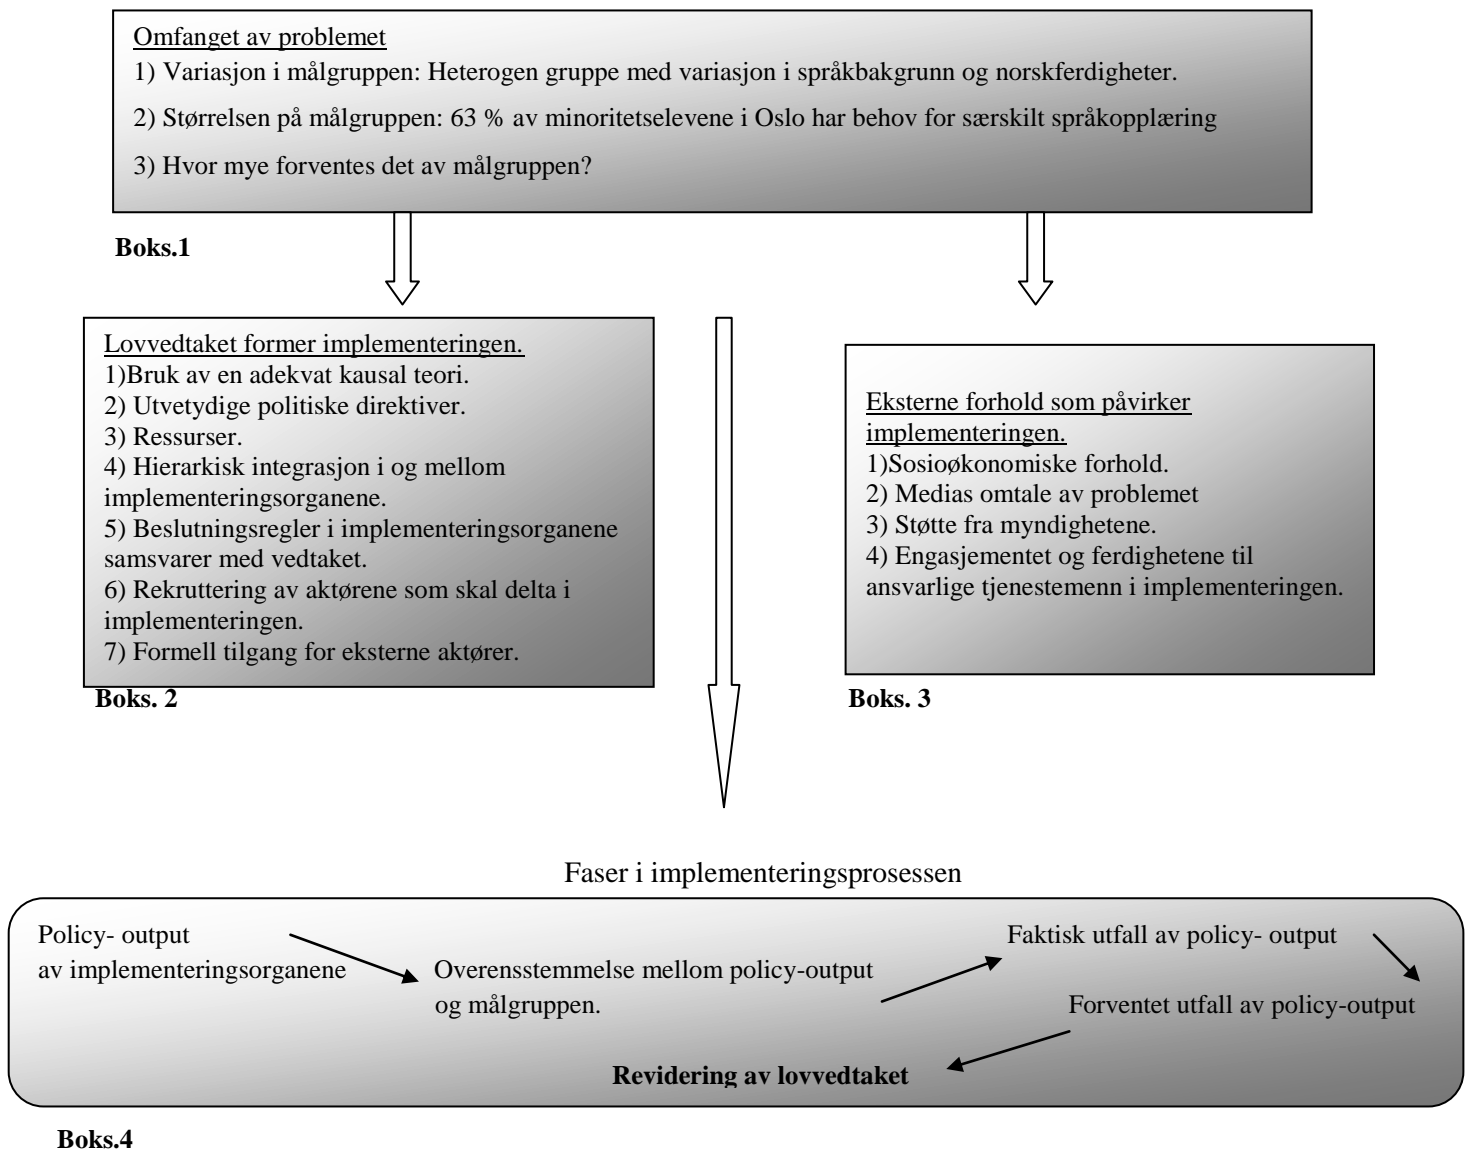 Omfanget av problemet
1) Variasjon i målgruppen: Heterogen gruppe med variasjon i språkbakgrunn og norskferdigheter.
2) Størrelsen på målgruppen: 63 % av minoritetselevene i Oslo har behov for særskilt språkopplæring
3) Hvor mye forventes det av målgruppen?
Boks.1
Lovvedtaket former implementeringen.
1)Bruk av en adekvat kausal teori.
2) Utvetydige politiske direktiver.
3) Ressurser.
4) Hierarkisk integrasjon i og mellom
implementeringsorganene.
5) Beslutningsregler i implementeringsorganene
samsvarer med vedtaket.
6) Rekruttering av aktørene som skal delta i
implementeringen.
7) Formell tilgang for eksterne aktører.
Boks. 2
Eksterne forhold som påvirker
implementeringen.
1)Sosioøkonomiske forhold.
2) Medias omtale av problemet
3) Støtte fra myndighetene.
4) Engasjementet og ferdighetene til
ansvarlige tjenestemenn i implementeringen.
Boks. 3
Faser i implementeringsprosessen
Policy- output
av implementeringsorganene
Overensstemmelse mellom policy-output
og målgruppen.
Faktisk utfall av policy- output
Forventet utfall av policy-output
Revidering av lovvedtaket
Boks.4